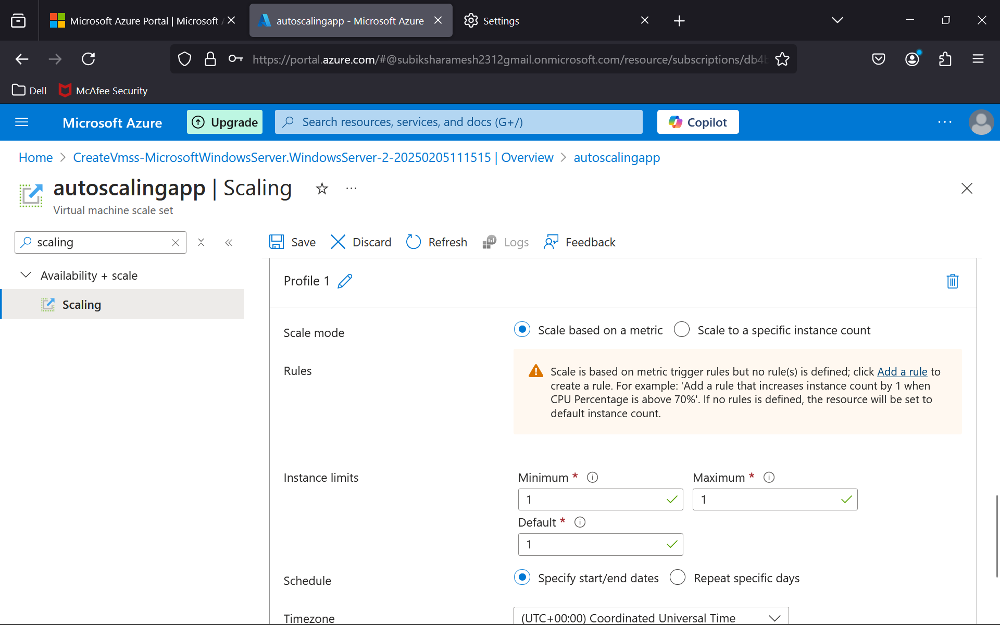 Microsoft Azure Portal | Microsoft
autoscalingapp - Microsoft Azure
Settings
https://portal.azure.com/#@subiksharamesh2312gmail.onmicrosoft.com/resource/subscriptions/db4
Dell
McAfee Security
Microsoft Azure
Upgrade
Search resources, services, and docs (G+/)
Copilot
Home > CreateVmss-MicrosoftWindowsServer.WindowsServer-2-20250205111515 | Overview > autoscalingapp
autoscalingapp | Scaling
Virtual machine scale set
scaling
Save
Discard
Refresh
Logs
Feedback
Availability + scale
Scaling
Profile 1
Scale mode
Scale based on a metric
Scale to a specific instance count
Rules
Scale is based on metric trigger rules but no rule(s) is defined; click Add a rule to
create a rule. For example: 'Add a rule that increases instance count by 1 when
CPU Percentage is above 70%'. If no rules is defined, the resource will be set to
default instance count.
Instance limits
Minimum *
Maximum *
1
1
Default *
1
Schedule
Specify start/end dates
Repeat specific days
Timezone
(UTC+00:00) Coordinated Universal Time